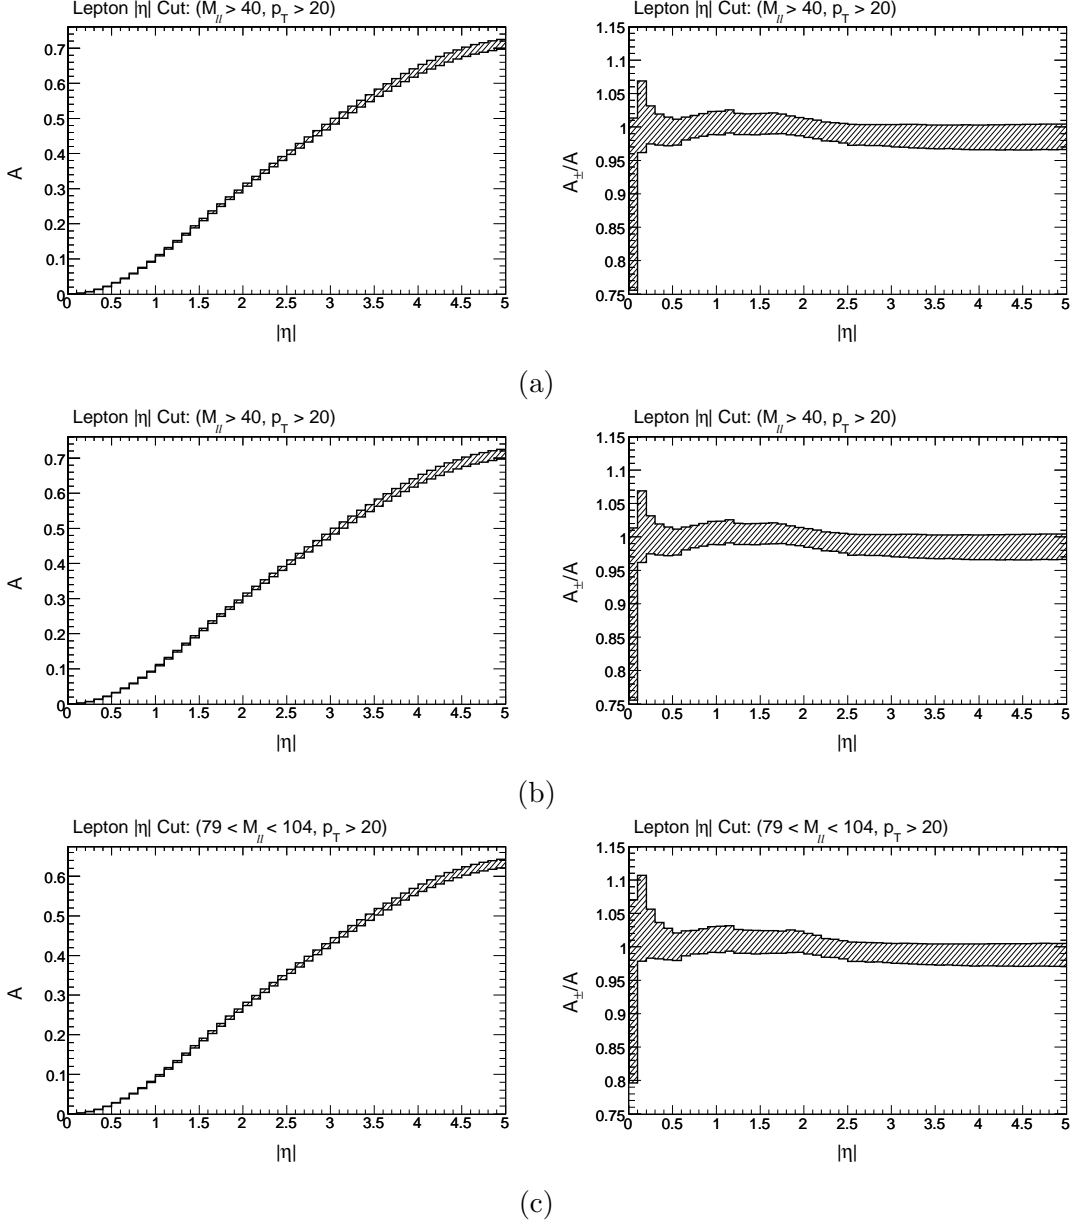 Lepton |η| Cut: (M_ll > 40, p_T > 20)
A
0.7
0.6
0.5
0.4
0.3
0.2
0.1
0
0 0.5 1 1.5 2 2.5 3 3.5 4 4.5 5
|η|
Lepton |η| Cut: (M_ll > 40, p_T > 20)
A_±/A
1.15
1.1
1.05
1
0.95
0.9
0.85
0.8
0.75
0 0.5 1 1.5 2 2.5 3 3.5 4 4.5 5
|η|
(a)
Lepton |η| Cut: (M_ll > 40, p_T > 20)
A
0.7
0.6
0.5
0.4
0.3
0.2
0.1
0
0 0.5 1 1.5 2 2.5 3 3.5 4 4.5 5
|η|
Lepton |η| Cut: (M_ll > 40, p_T > 20)
A_±/A
1.15
1.1
1.05
1
0.95
0.9
0.85
0.8
0.75
0 0.5 1 1.5 2 2.5 3 3.5 4 4.5 5
|η|
(b)
Lepton |η| Cut: (79 < M_ll < 104, p_T > 20)
A
0.6
0.5
0.4
0.3
0.2
0.1
0
0 0.5 1 1.5 2 2.5 3 3.5 4 4.5 5
|η|
Lepton |η| Cut: (79 < M_ll < 104, p_T > 20)
A_±/A
1.15
1.1
1.05
1
0.95
0.9
0.85
0.8
0.75
0 0.5 1 1.5 2 2.5 3 3.5 4 4.5 5
|η|
(c)